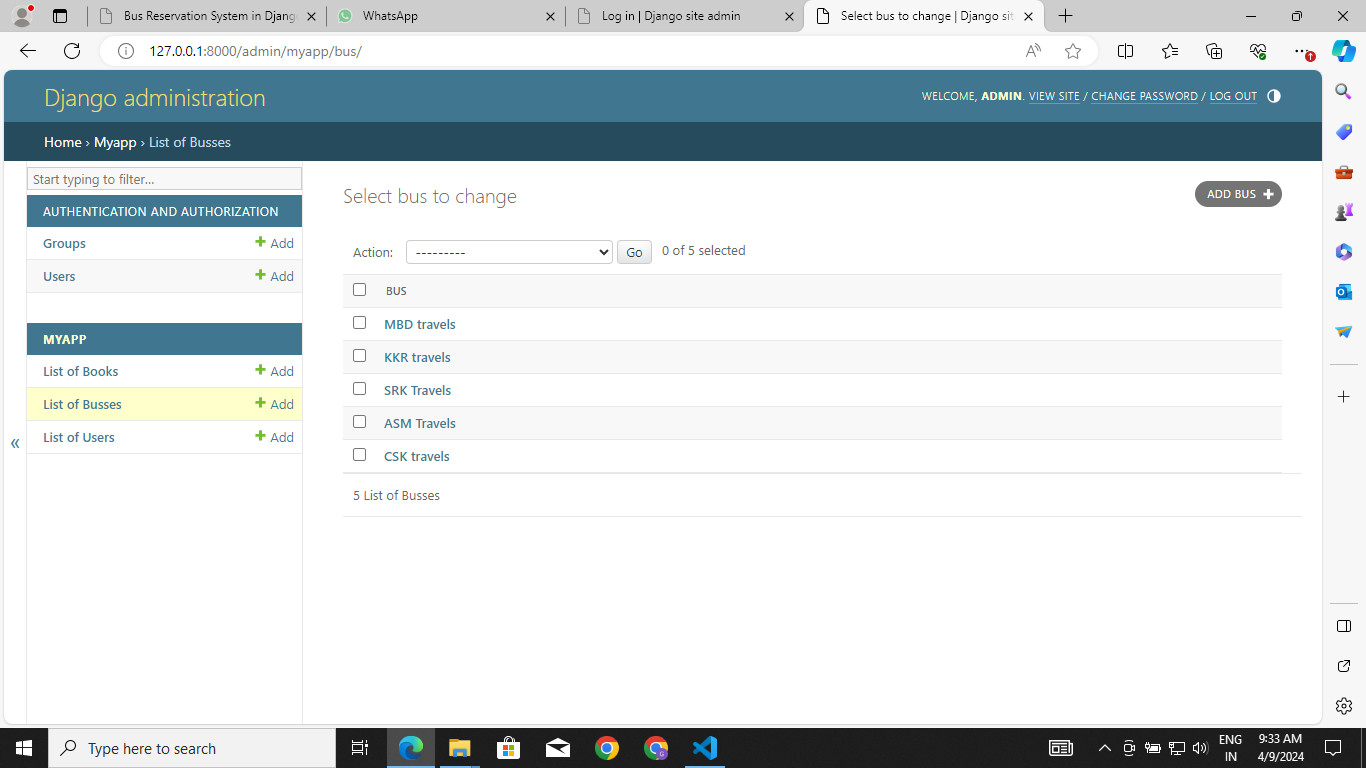 Bus Reservation System in Djang
WhatsApp
Log in | Django site admin
Select bus to change | Django sit
127.0.0.1:8000/admin/myapp/bus/
Django administration
WELCOME, ADMIN. VIEW SITE / CHANGE PASSWORD / LOG OUT
Home › Myapp › List of Busses
Start typing to filter...
AUTHENTICATION AND AUTHORIZATION
Groups + Add
Users + Add
MYAPP
List of Books + Add
List of Busses + Add
List of Users + Add
«
Select bus to change
ADD BUS +
Action: --------- Go 0 of 5 selected
BUS
MBD travels
KKR travels
SRK Travels
ASM Travels
CSK travels
5 List of Busses
Type here to search
ENG
IN
9:33 AM
4/9/2024